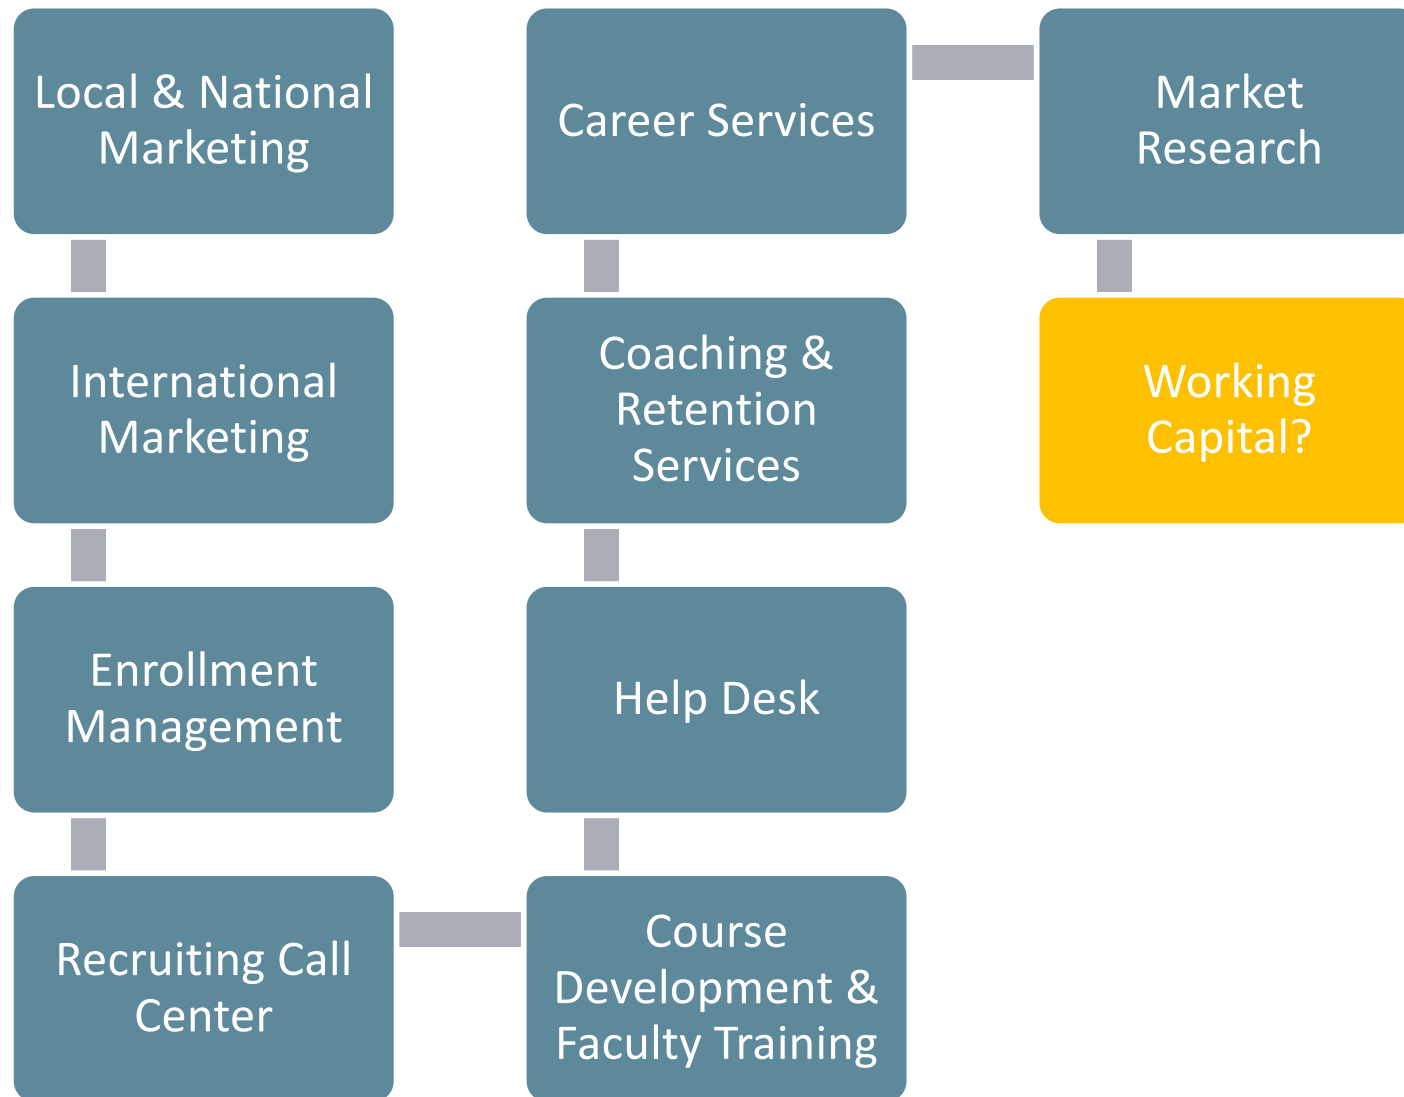 Local & National
Marketing
International
Marketing
Enrollment
Management
Recruiting Call
Center
Course
Development &
Faculty Training
Help Desk
Coaching &
Retention
Services
Career Services
Market
Research
Working
Capital?